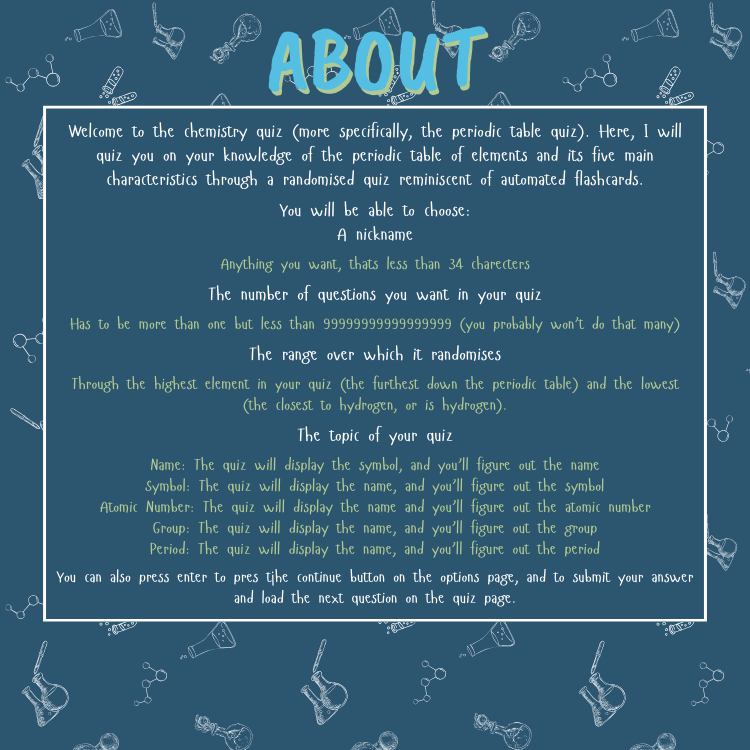 ABOUT
Welcome to the chemistry quiz (more specifically, the periodic table quiz). Here, I will
quiz you on your knowledge of the periodic table of elements and its five main
characteristics through a randomised quiz reminiscent of automated flashcards.
You will be able to choose:
A nickname
Anything you want, thats less than 34 charecters
The number of questions you want in your quiz
Has to be more than one but less than 99999999999999999 (you probably won't do that many)
The range over which it randomises
Through the highest element in your quiz (the furthest down the periodic table) and the lowest
(the closest to hydrogen, or is hydrogen).
The topic of your quiz
Name: The quiz will display the symbol, and you'll figure out the name
Symbol: The quiz will display the name, and you'll figure out the symbol
Atomic Number: The quiz will display the name and you'll figure out the atomic number
Group: The quiz will display the name, and you'll figure out the group
Period: The quiz will display the name, and you'll figure out the period
You can also press enter to pres tjhe continue button on the options page, and to submit your answer
and load the next question on the quiz page.